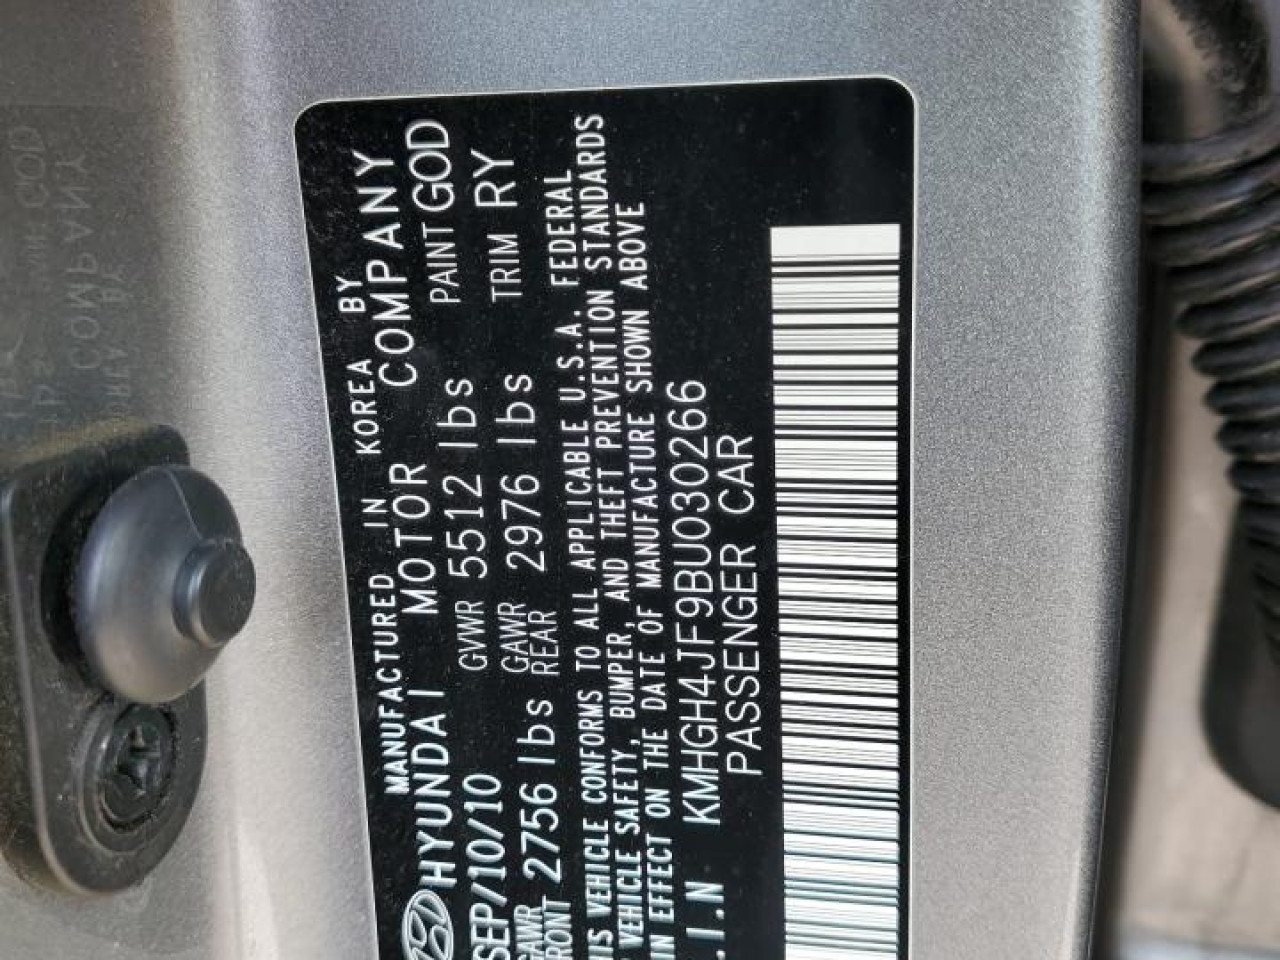 MANUFACTURED IN KOREA BY
HYUNDAI MOTOR COMPANY
SEP/10/10 GVWR 5512 lbs PAINT GOD
GAWR FRONT 2756 lbs GAWR REAR 2976 lbs TRIM RY
IS VEHICLE CONFORMS TO ALL APPLICABLE U.S.A. FEDERAL
VEHICLE SAFETY, BUMPER, AND THEFT PREVENTION STANDARDS
IN EFFECT ON THE DATE OF MANUFACTURE SHOWN ABOVE
.I.N KMHGH4JF9BU030266
PASSENGER CAR